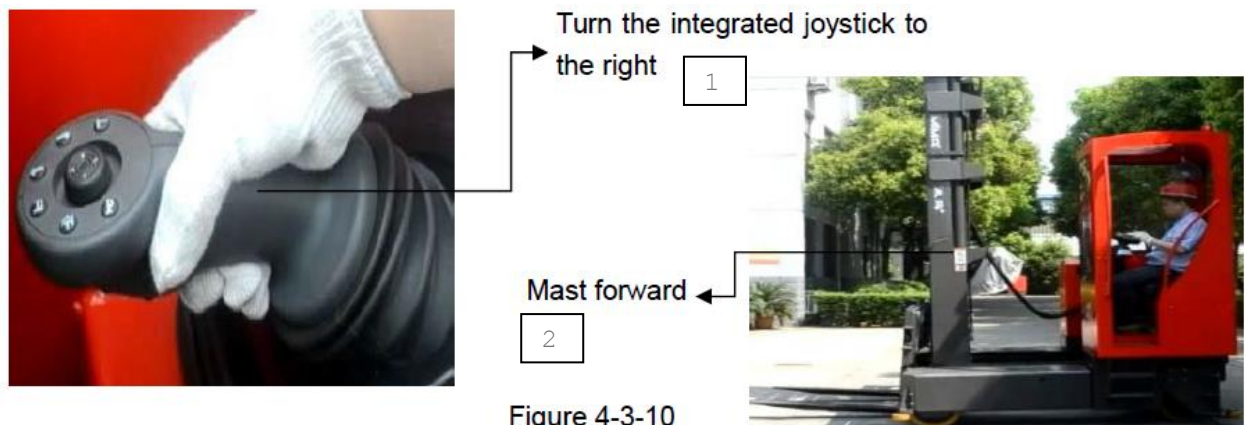 Turn the integrated joystick to
the right
1
Mast forward
2
Figure 4-3-10